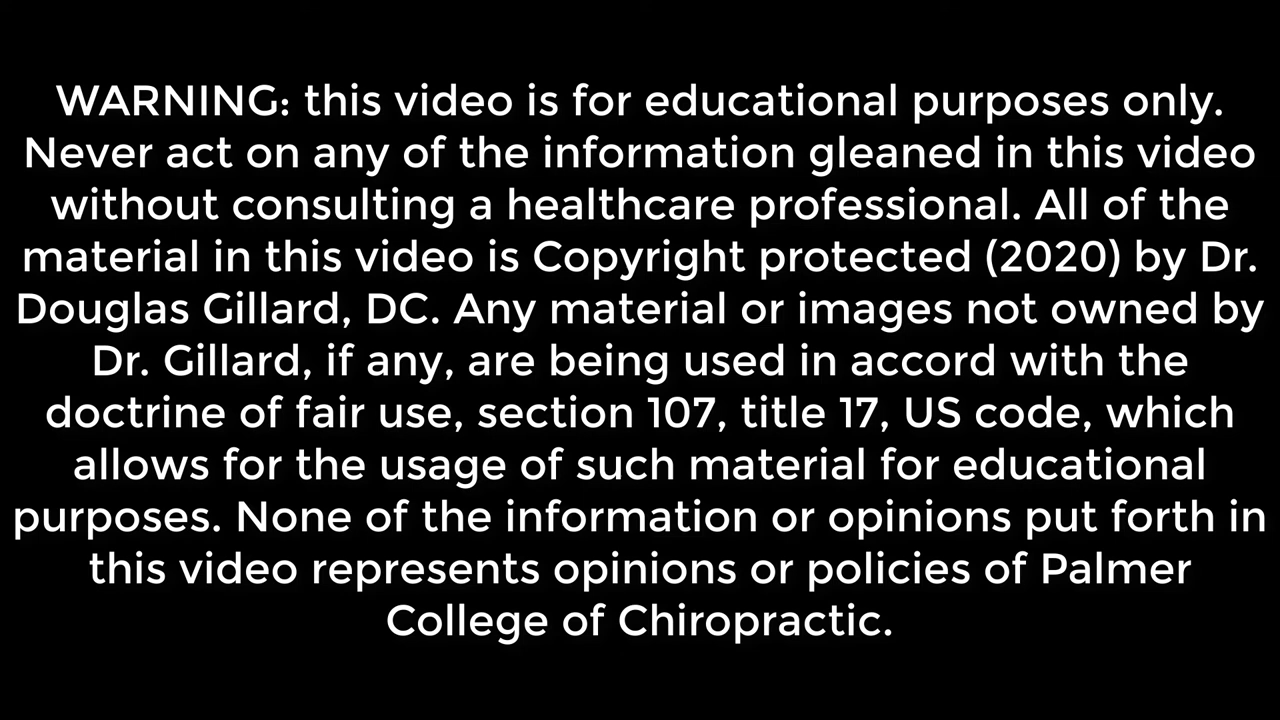 WARNING: this video is for educational purposes only.
Never act on any of the information gleaned in this video
without consulting a healthcare professional. All of the
material in this video is Copyright protected (2020) by Dr.
Douglas Gillard, DC. Any material or images not owned by
Dr. Gillard, if any, are being used in accord with the
doctrine of fair use, section 107, title 17, US code, which
allows for the usage of such material for educational
purposes. None of the information or opinions put forth in
this video represents opinions or policies of Palmer
College of Chiropractic.